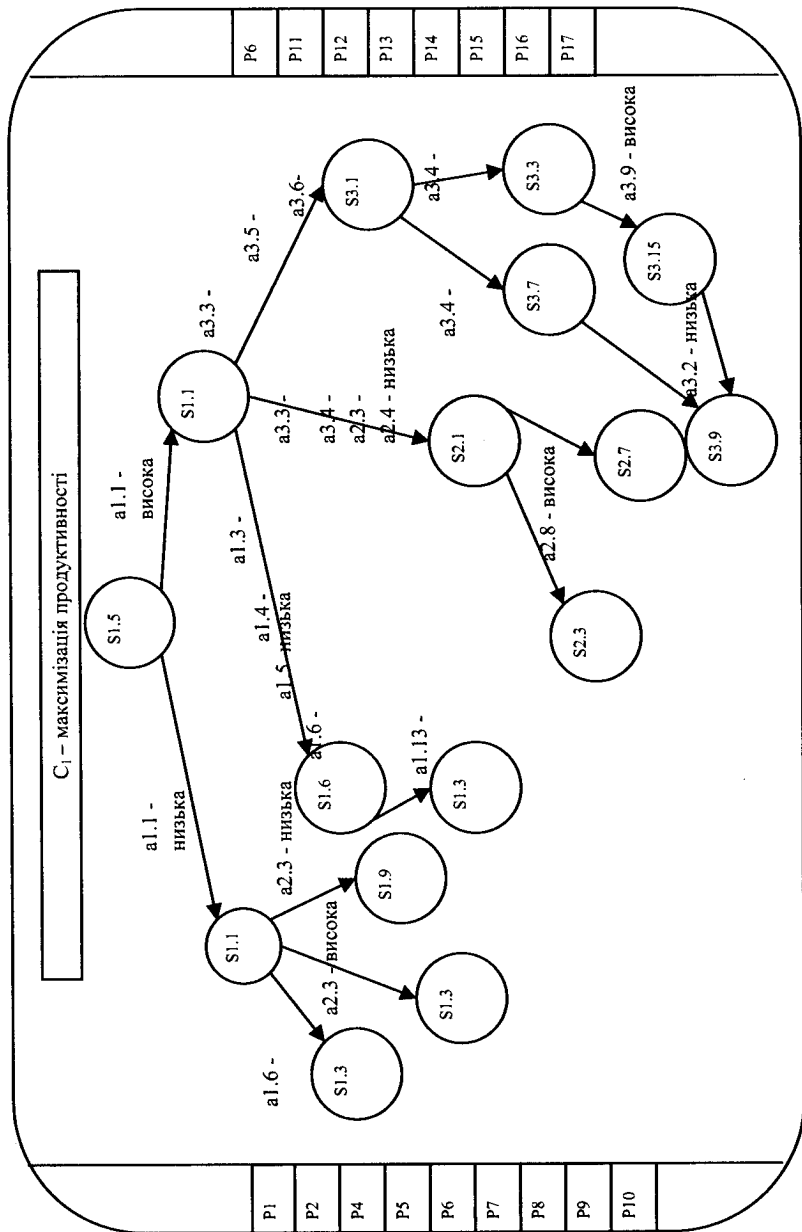 С₁ – максимізація продуктивності
P1
P2
P4
P5
P6
P7
P8
P9
P10
P6
P11
P12
P13
P14
P15
P16
P17
S1.5
a1.1 -
низька
a1.1 -
висока
S1.1
S1.1
a1.6 -
a2.3 - висока
a2.3 - низька
S1.3
S1.3
S1.9
a1.3 -
a1.4 -
a1.5 низька
a1.6 -
S1.6
a1.13 -
S1.3
a3.3 -
a3.4 -
a2.3 -
a2.4 - низька
S2.1
a2.8 - висока
S2.3
S2.7
a3.3 -
a3.5 -
a3.6-
S3.1
a3.4 -
a3.4 -
S3.7
S3.3
a3.9 - висока
S3.15
a3.2 - низька
S3.9